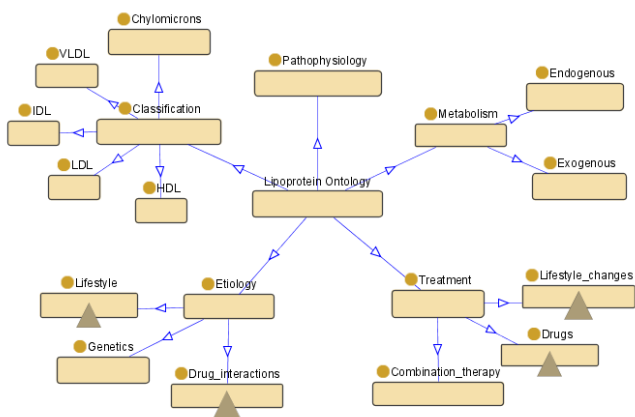 Chylomicrons
VLDL
Pathophysiology
Endogenous
IDL
Classification
Metabolism
LDL
Exogenous
HDL
Lipoprotein Ontology
Lifestyle
Etiology
Treatment
Lifestyle_changes
Genetics
Drugs
Drug_interactions
Combination_therapy